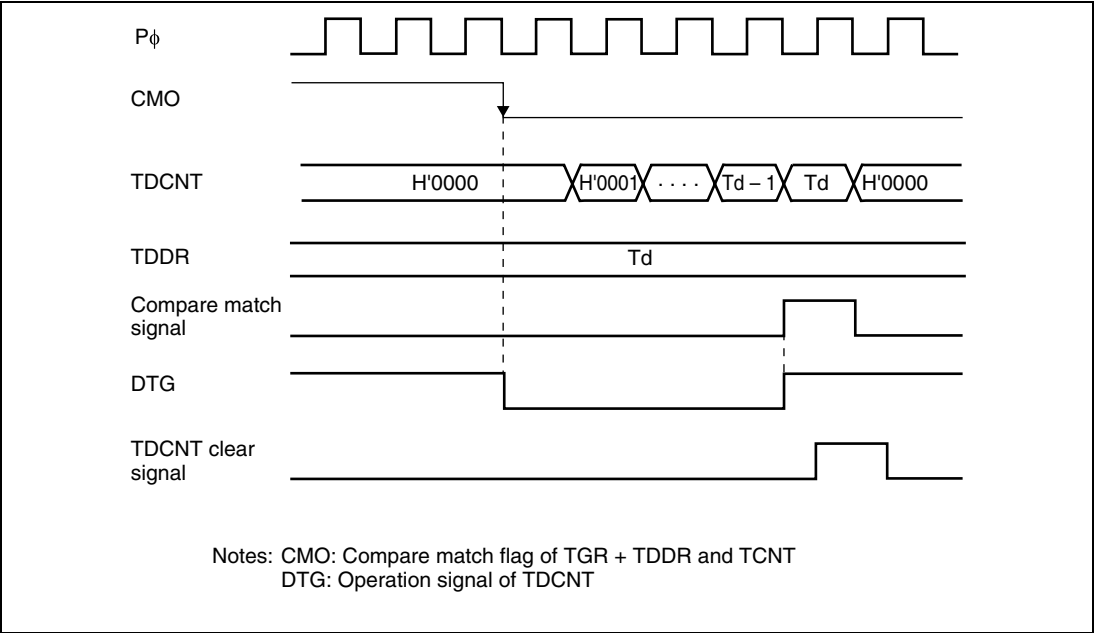 Pϕ
CMO
TDCNT H'0000 H'0001 · · · · Td – 1 Td H'0000
TDDR Td
Compare match
signal
DTG
TDCNT clear
signal
Notes: CMO: Compare match flag of TGR + TDDR and TCNT
DTG: Operation signal of TDCNT